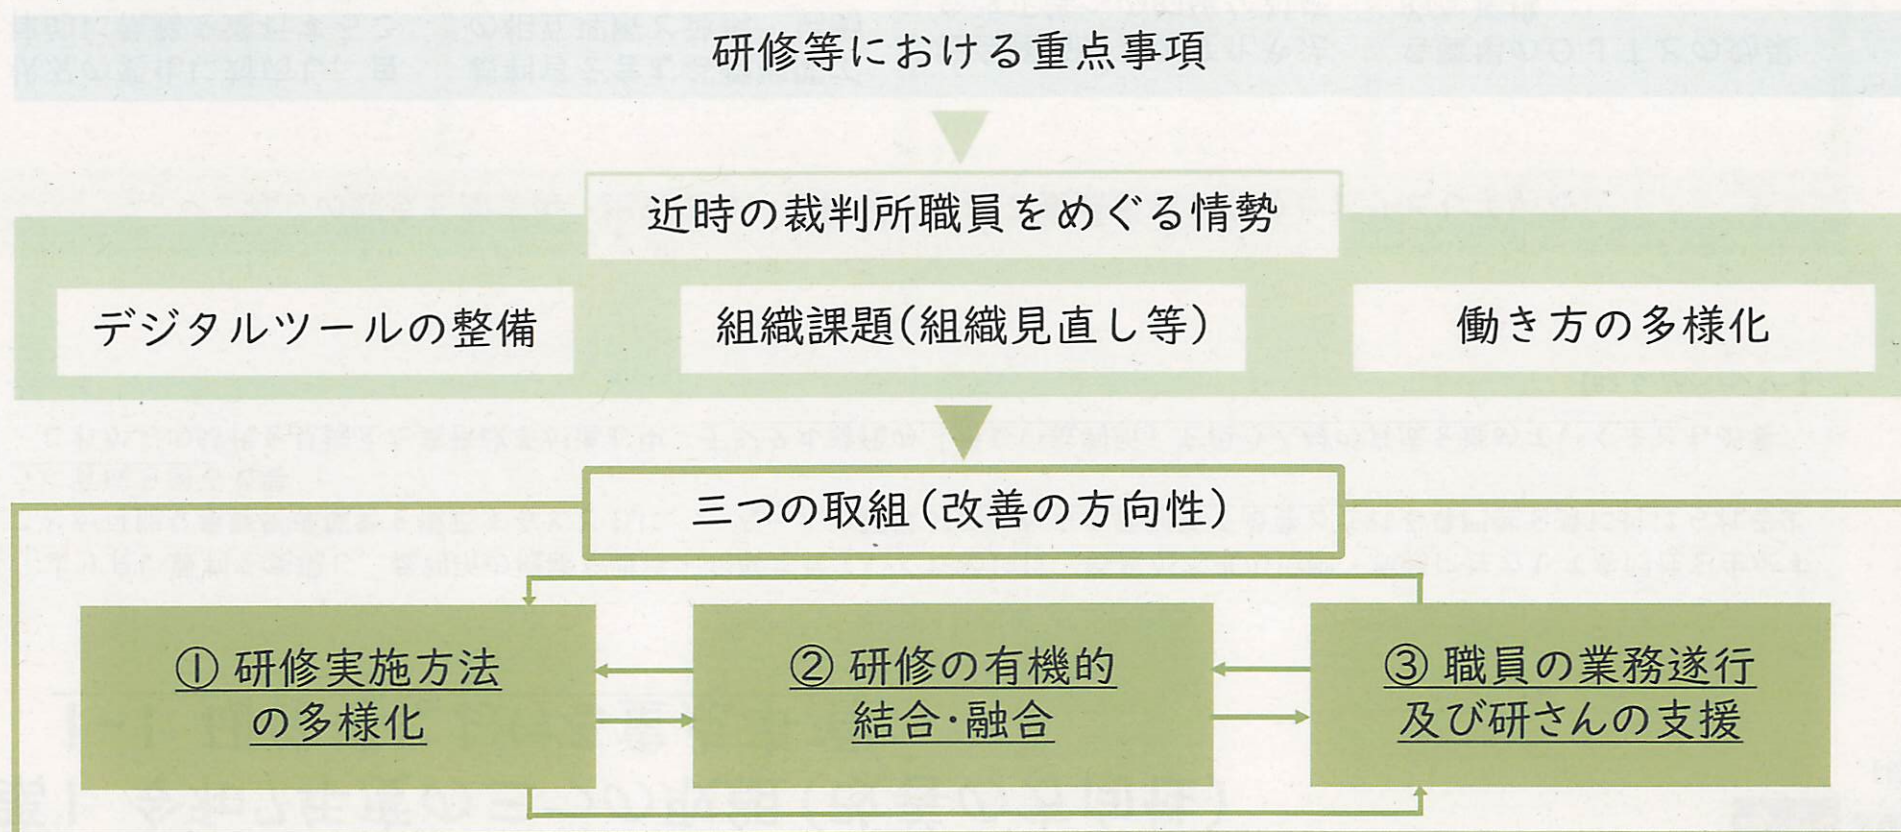 研修等における重点事項
近時の裁判所職員をめぐる情勢
デジタルツールの整備
組織課題(組織見直し等)
働き方の多様化
三つの取組(改善の方向性)
① 研修実施方法
の多様化
② 研修の有機的
結合・融合
③ 職員の業務遂行
及び研さんの支援